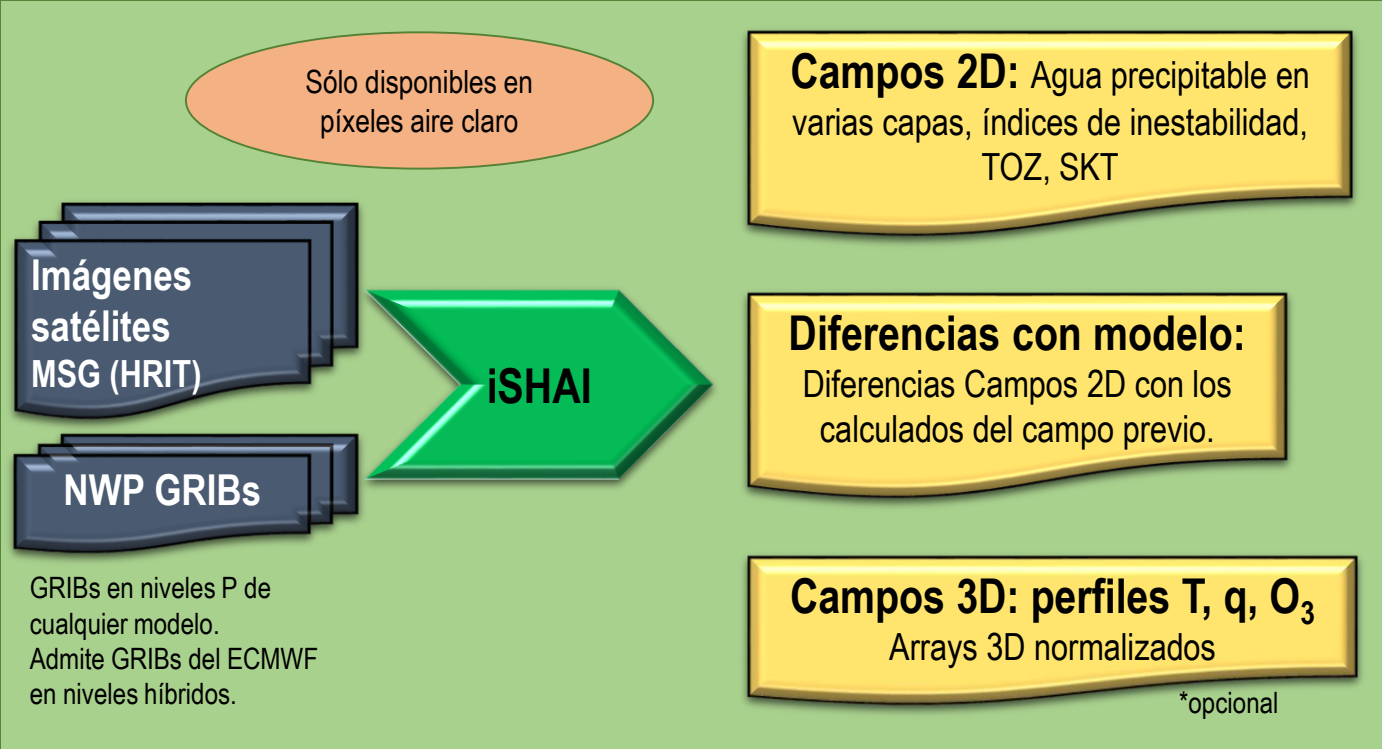 Sólo disponibles en
píxeles aire claro
Imágenes
satélites
MSG (HRIT)
NWP GRIBs
GRIBs en niveles P de
cualquier modelo.
Admite GRIBs del ECMWF
en niveles híbridos.
iSHAI
Campos 2D: Agua precipitable en
varias capas, índices de inestabilidad,
TOZ, SKT
Diferencias con modelo:
Diferencias Campos 2D con los
calculados del campo previo.
Campos 3D: perfiles T, q, O₃
Arrays 3D normalizados
*opcional